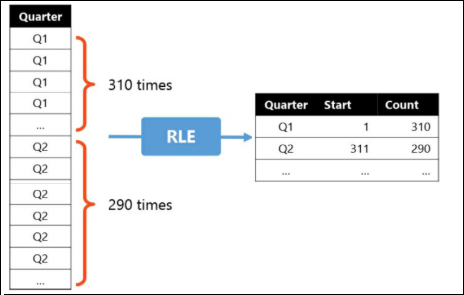 Quarter
Q1
Q1
Q1
Q1
...
Q2
Q2
Q2
Q2
Q2
Q2
...
310 times
290 times
RLE
Quarter Start Count
Q1 1 310
Q2 311 290
... ... ...